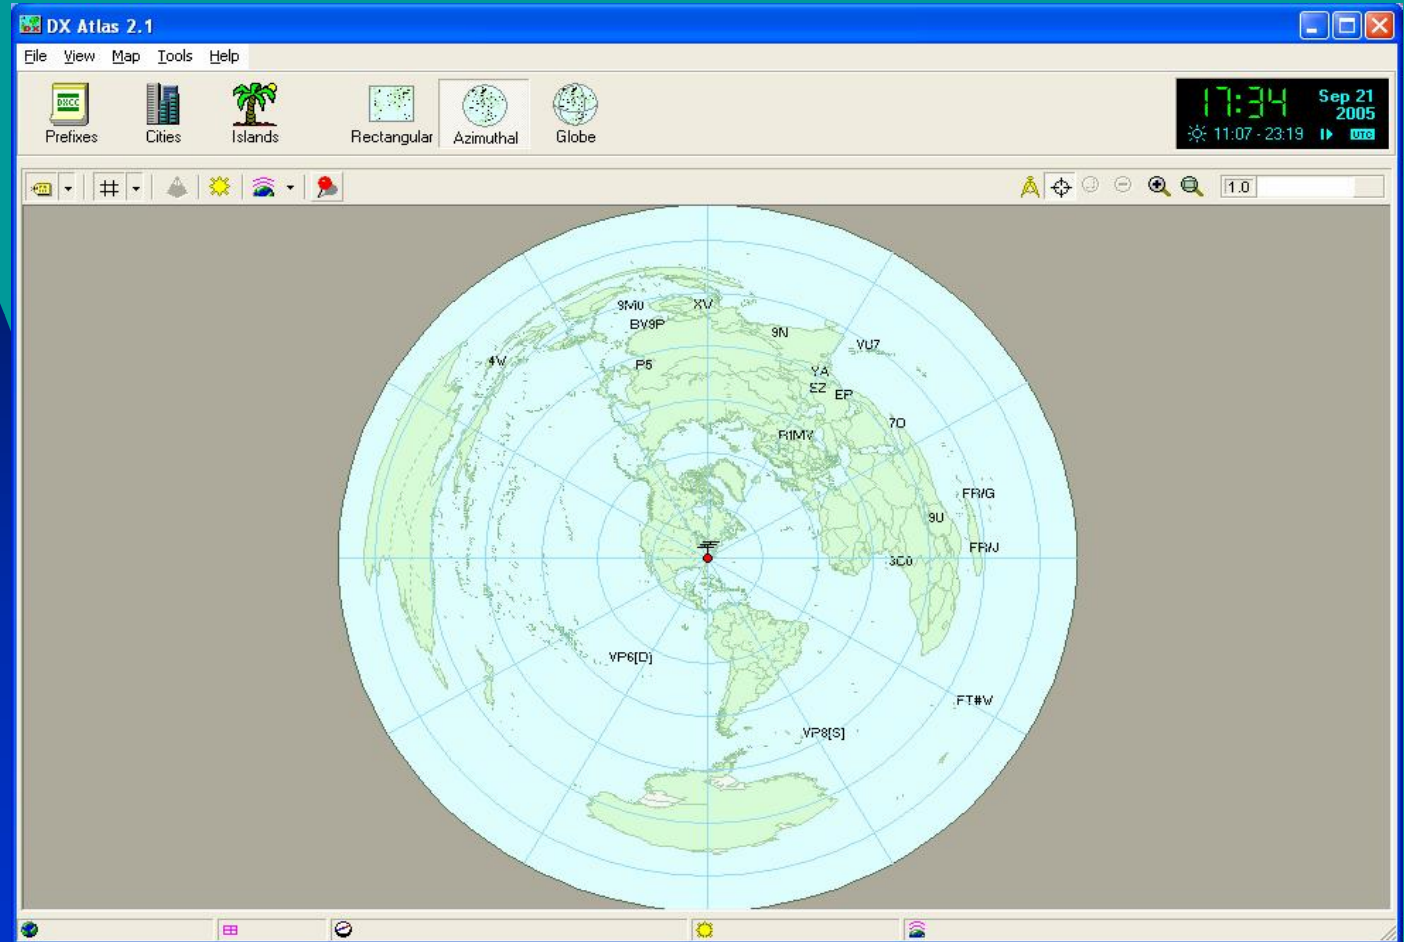 DX Atlas 2.1
File View Map Tools Help
Prefixes Cities Islands Rectangular Azimuthal Globe
17:34 Sep 21 2005
11:07 - 23:19 UTC
1.0
9M0 XV
BV9P 9N
4W P5 VU7
YA
EZ EP
7O
R1MV
FR/G
9U
3C0 FR/J
VP6[D]
FT#W
VP8[S]